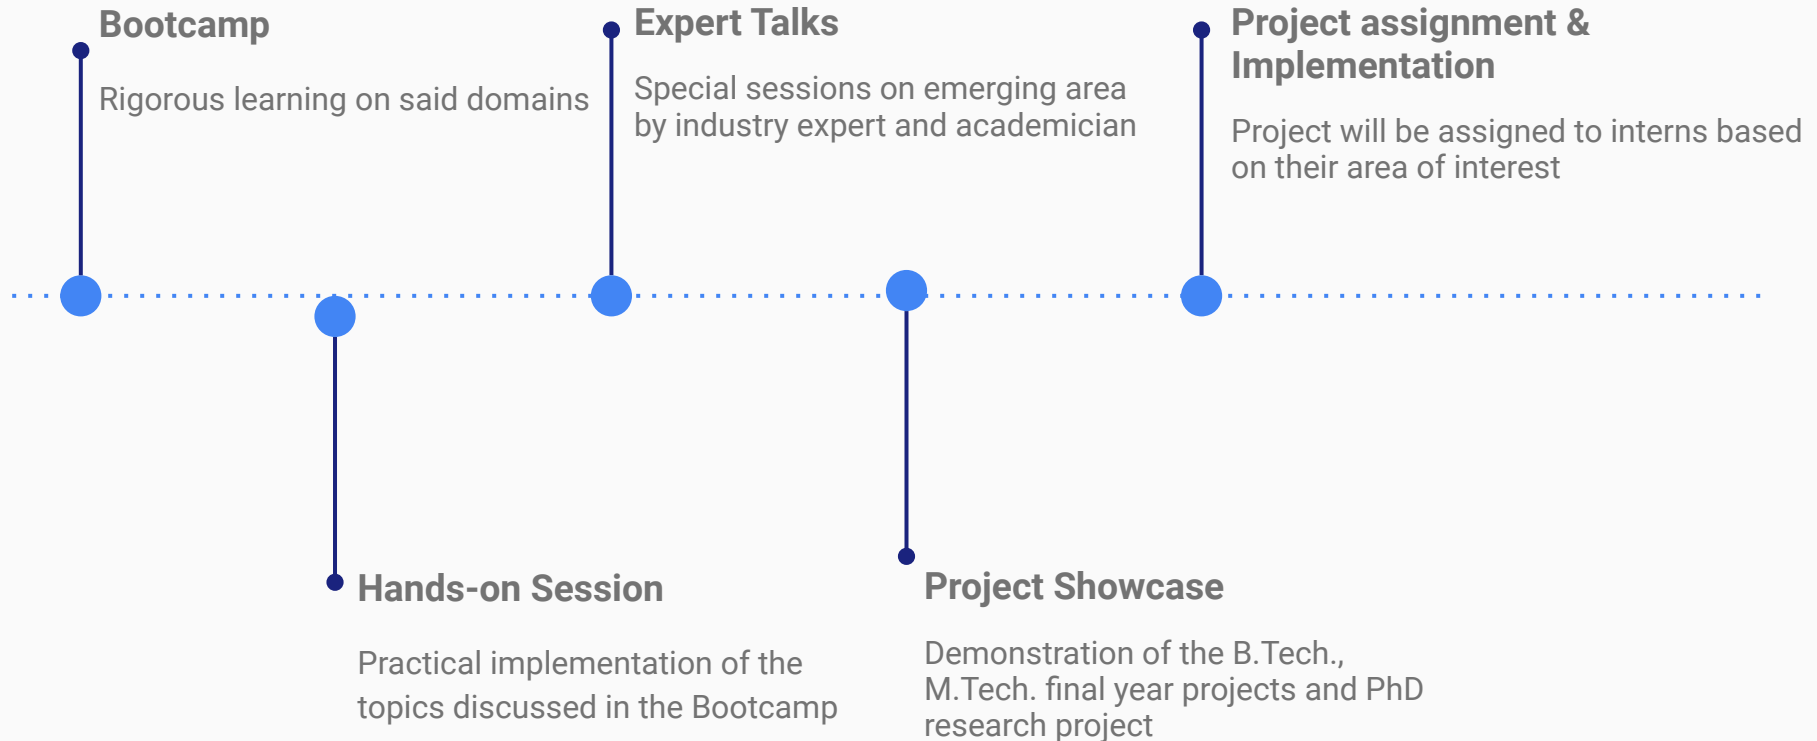 Bootcamp
Rigorous learning on said domains
Hands-on Session
Practical implementation of the
topics discussed in the Bootcamp
Expert Talks
Special sessions on emerging area
by industry expert and academician
Project Showcase
Demonstration of the B.Tech.,
M.Tech. final year projects and PhD
research project
Project assignment &
Implementation
Project will be assigned to interns based
on their area of interest